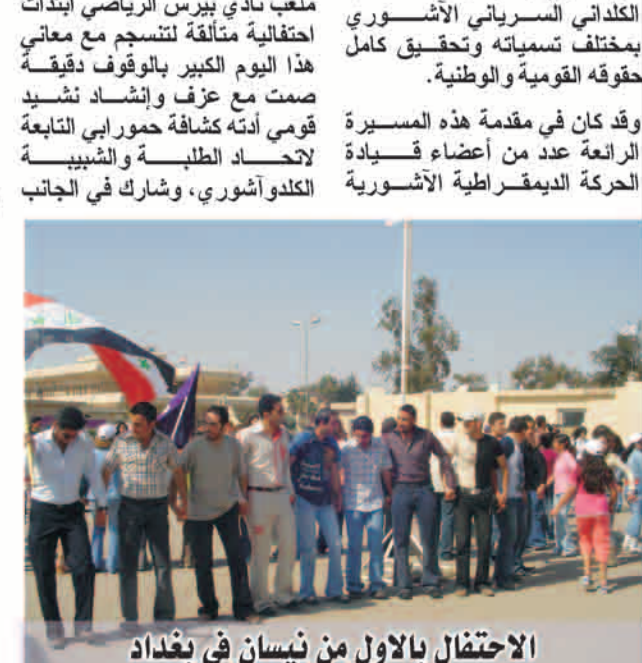 الكلداني السرياني الآشوري
بمختلف تسمياته وتحقيق كامل
حقوقه القومية والوطنية.
وقد كان في مقدمة هذه المسيرة
الرائعة عدد من أعضاء قيادة
الحركة الديمقراطية الآشورية
ملعب نادي بيرس الرياضي ابتدأت
احتفالية متألقة لتنسجم مع معاني
هذا اليوم الكبير بالوقوف دقيقة
صمت مع عزف وإنشاد نشيد
قومي أدته كشافة حمورابي التابعة
لاتحاد الطلبة والشبيبة
الكلدوآشوري، وشارك في الجانب
الاحتفال بالاول من نيسان في بغداد